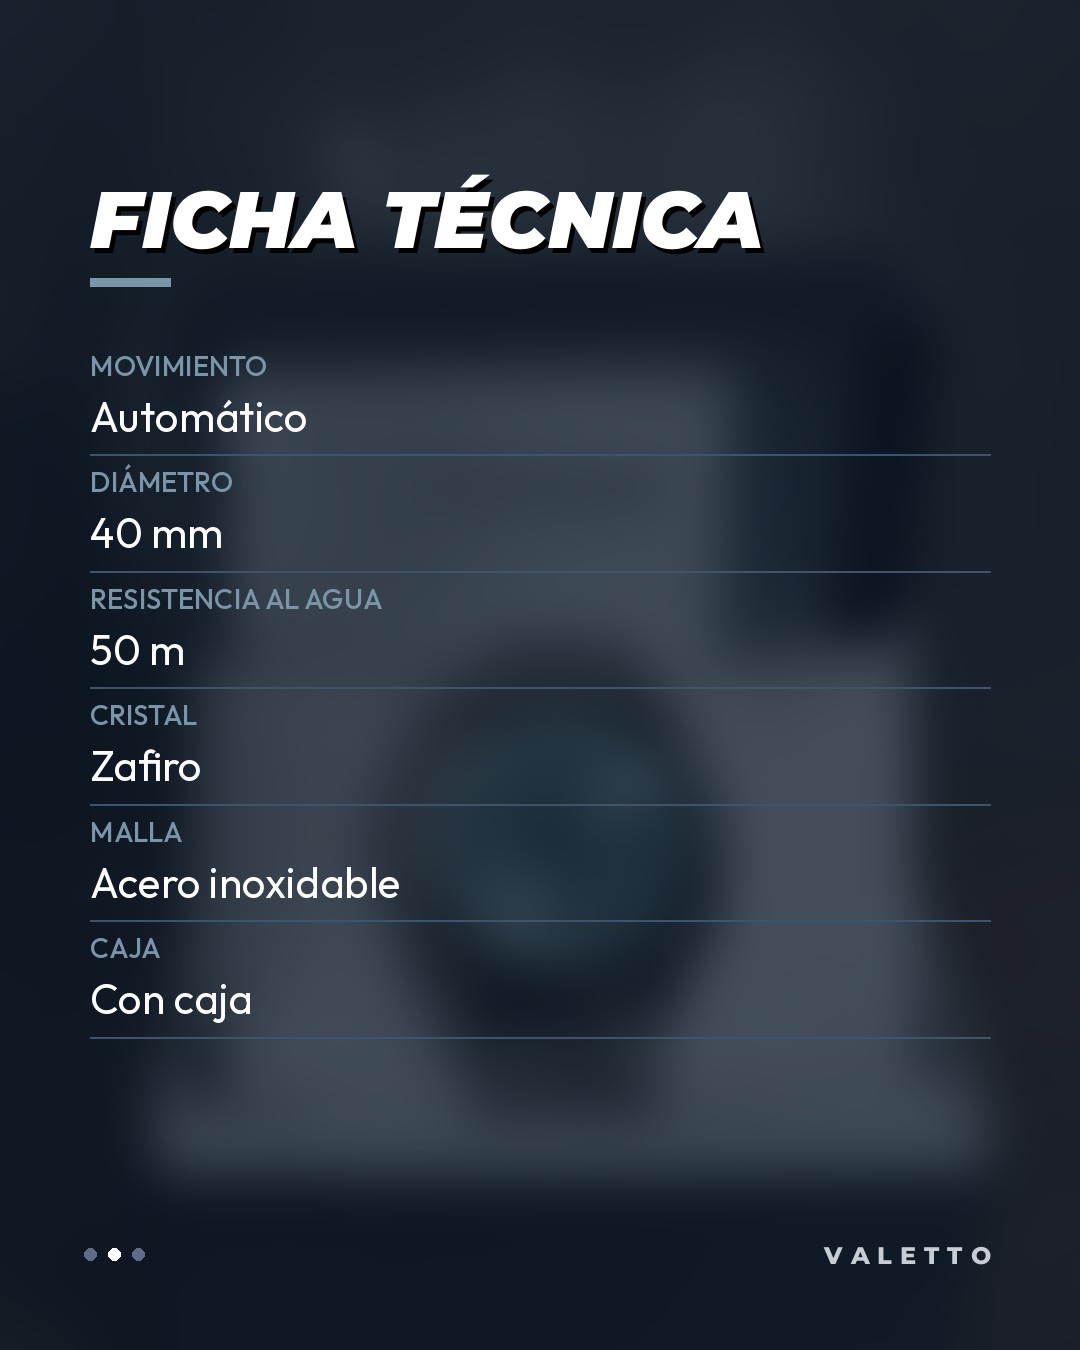 FICHA TÉCNICA
MOVIMIENTO
Automático
DIÁMETRO
40 mm
RESISTENCIA AL AGUA
50 m
CRISTAL
Zafiro
MALLA
Acero inoxidable
CAJA
Con caja
VALETTO